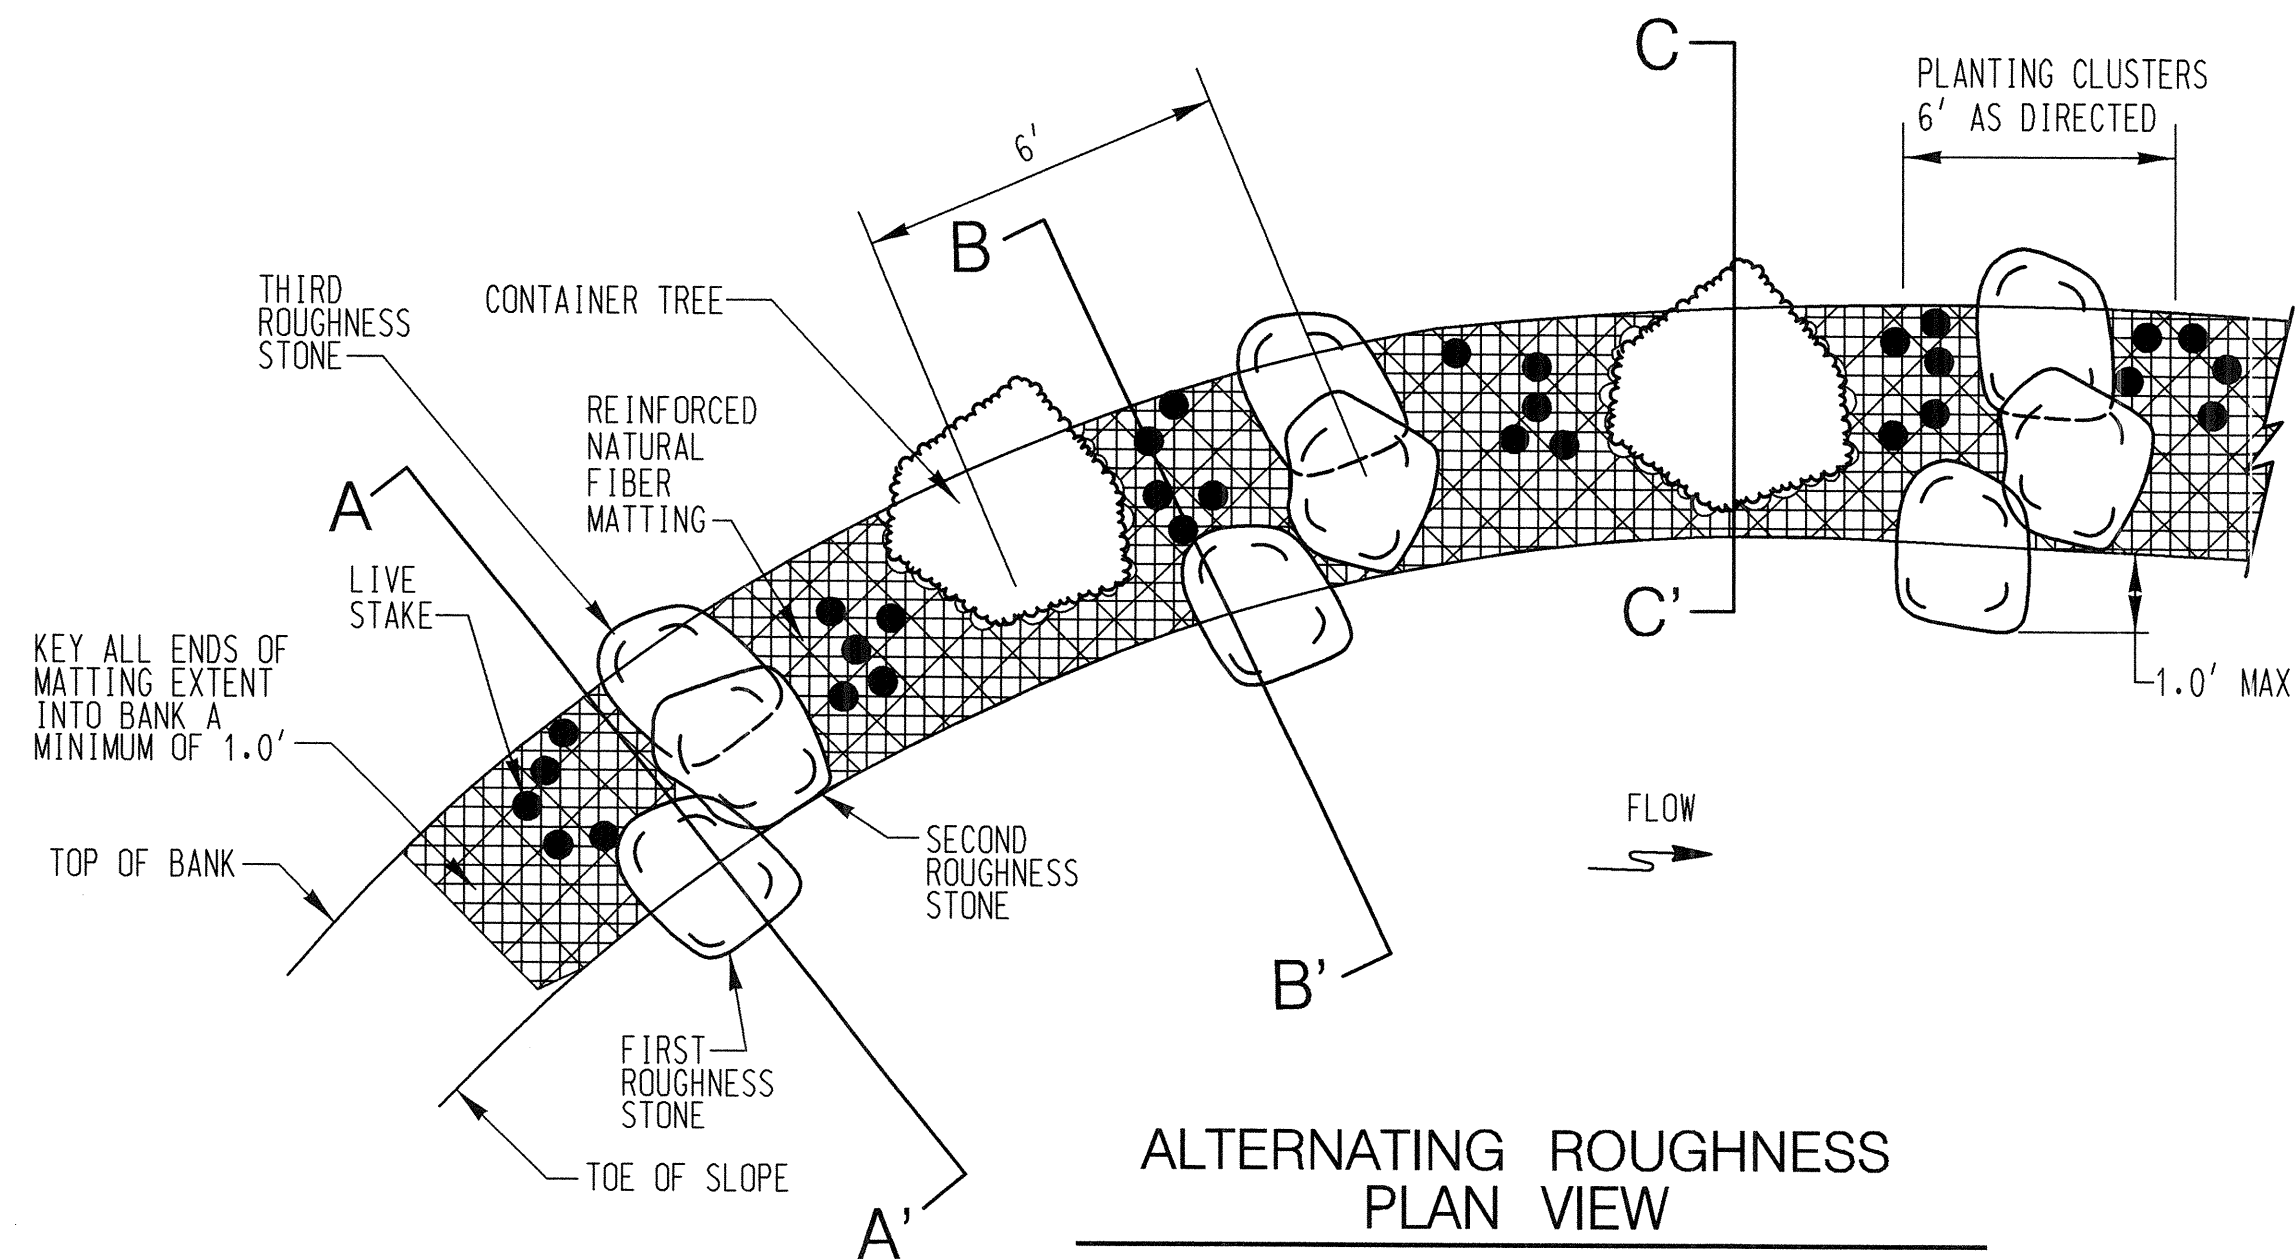 C
PLANTING CLUSTERS
6' AS DIRECTED
6'
B
THIRD
ROUGHNESS
STONE
CONTAINER TREE
REINFORCED
NATURAL
FIBER
MATTING
A
LIVE
STAKE
KEY ALL ENDS OF
MATTING EXTENT
INTO BANK A
MINIMUM OF 1.0'
C'
1.0' MAX
TOP OF BANK
FLOW
SECOND
ROUGHNESS
STONE
B'
FIRST
ROUGHNESS
STONE
TOE OF SLOPE
A'
ALTERNATING ROUGHNESS
PLAN VIEW